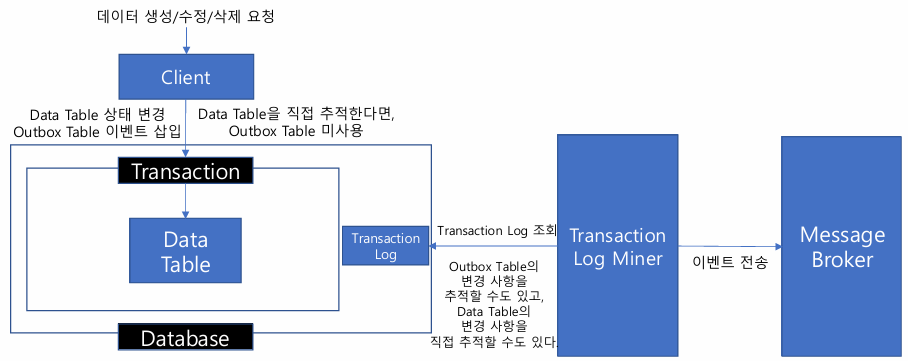 데이터 생성/수정/삭제 요청
Client
Data Table 상태 변경
Outbox Table 이벤트 삽입
Data Table을 직접 추적한다면,
Outbox Table 미사용
Transaction
Data
Table
Transaction
Log
Database
Transaction Log 조회
Outbox Table의
변경 사항을
추적할 수도 있고,
Data Table의
변경 사항을
직접 추적할 수도 있다.
Transaction
Log Miner
이벤트 전송
Message
Broker